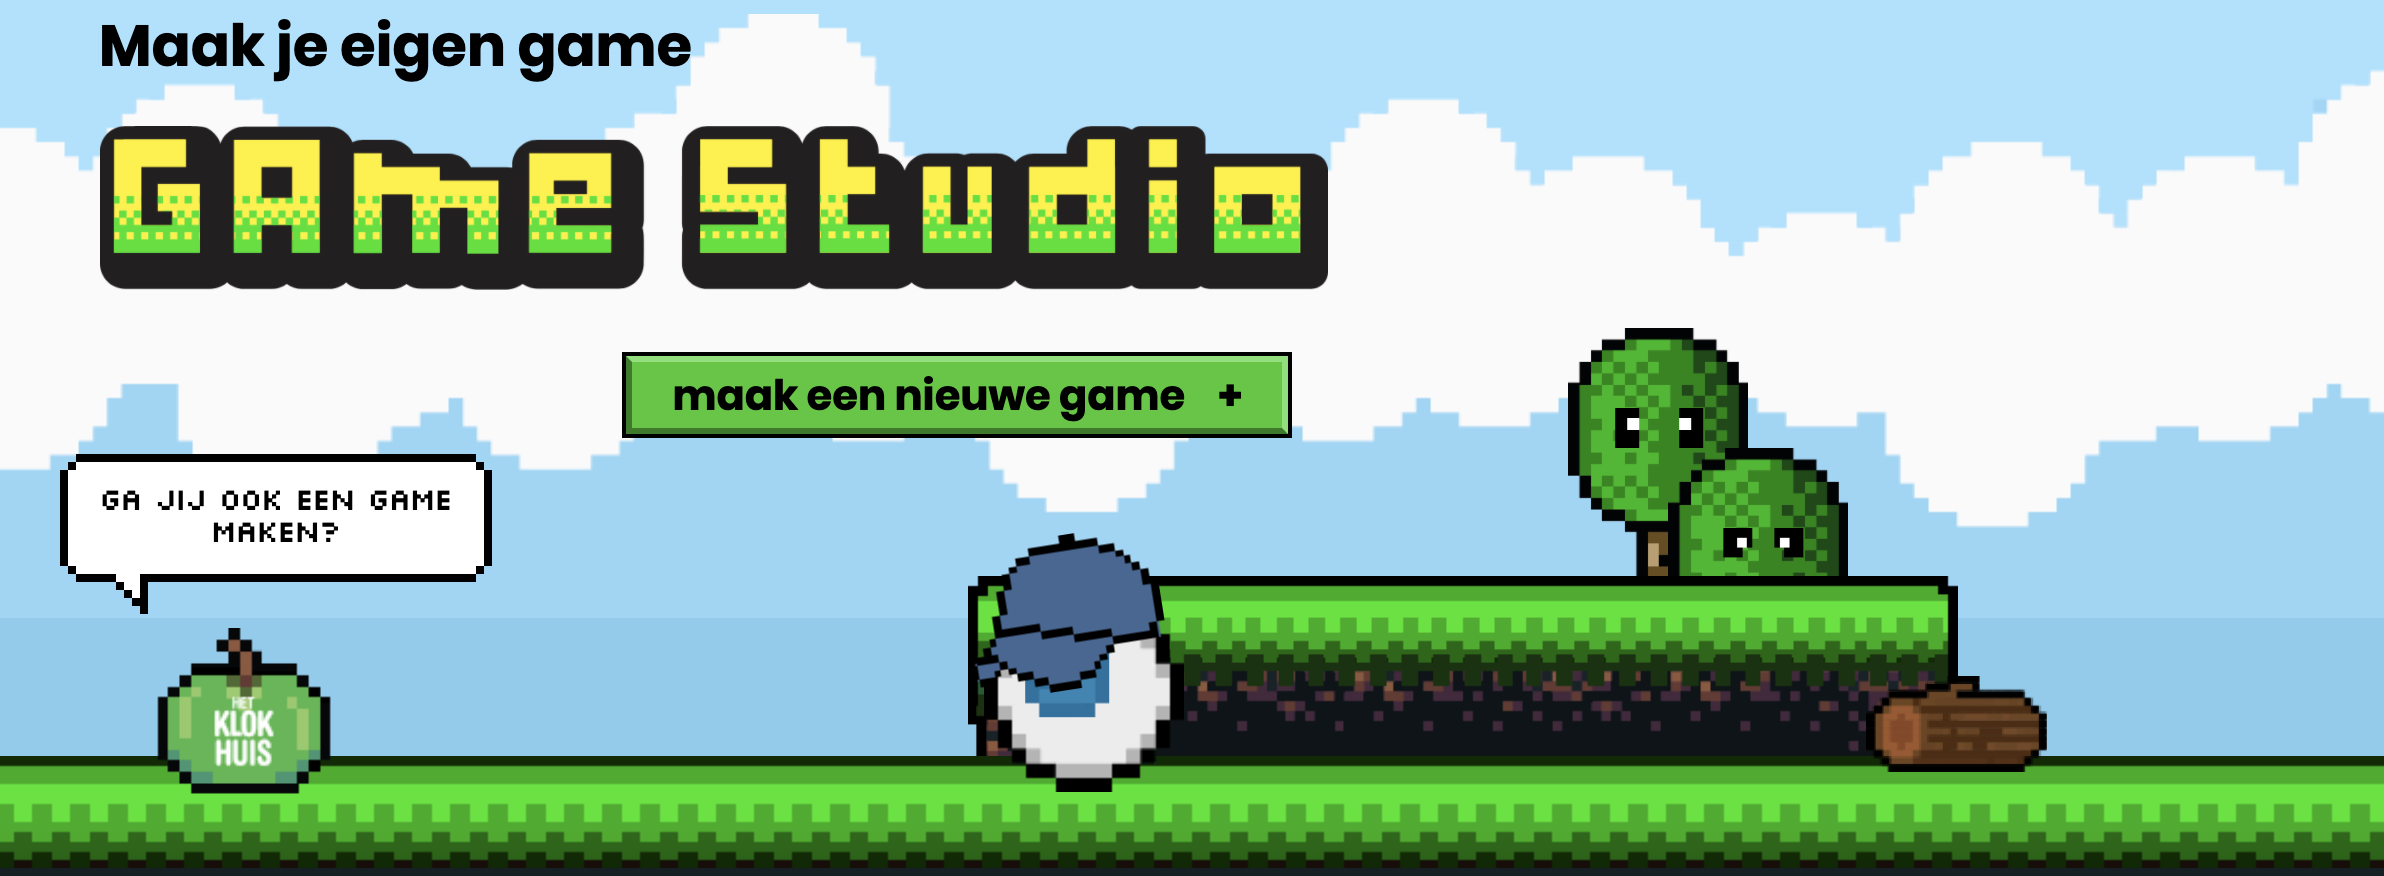 Maak je eigen game
GAme Studio
maak een nieuwe game +
GA JIJ OOK EEN GAME
MAKEN?
HET
KLOK
HUIS